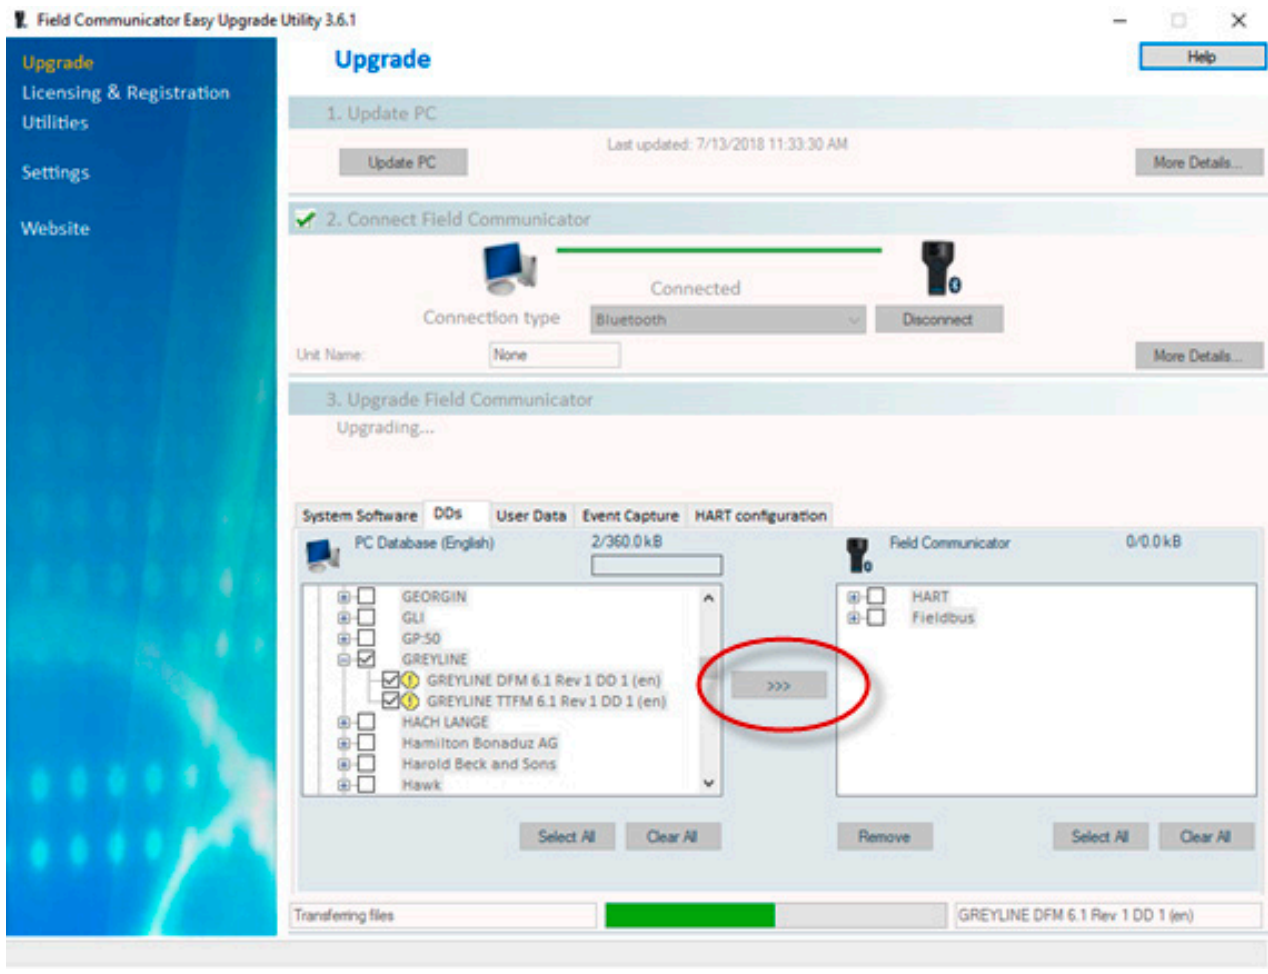 Field Communicator Easy Upgrade Utility 3.6.1
Upgrade
Licensing & Registration
Utilities
Settings
Website
Upgrade
Help
1. Update PC
Update PC
Last updated: 7/13/2018 11:33:30 AM
More Details...
2. Connect Field Communicator
Connected
Connection type
Bluetooth
Disconnect
Unit Name:
None
More Details...
3. Upgrade Field Communicator
Upgrading...
System Software DDs User Data Event Capture HART configuration
PC Database (English) 2/360.0 kB
Field Communicator 0/0.0 kB
GEORGIN
GLI
GP:50
GREYLINE
GREYLINE DFM 6.1 Rev 1 DD 1 (en)
GREYLINE TTFM 6.1 Rev 1 DD 1 (en)
HACH LANGE
Hamilton Bonaduz AG
Harold Beck and Sons
Hawk
>>>
HART
Fieldbus
Select All Clear All Remove Select All Clear All
Transferring files
GREYLINE DFM 6.1 Rev 1 DD 1 (en)